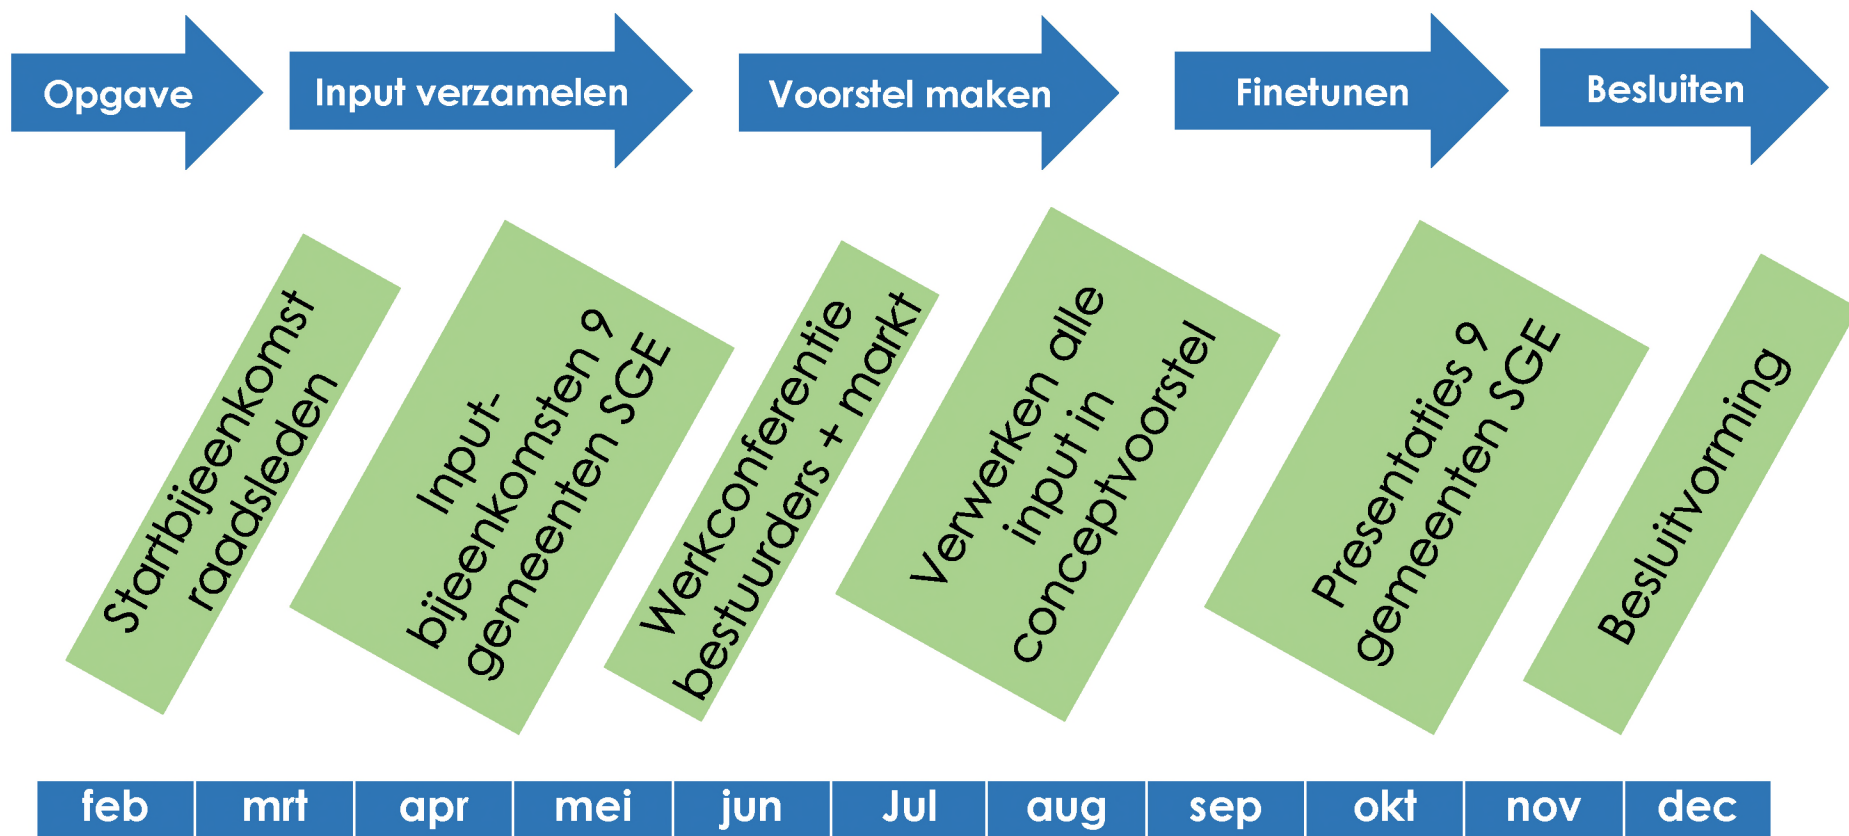 Opgave
Input verzamelen
Voorstel maken
Finetunen
Besluiten
Startbijeenkomst
raadsleden
Input-
bijeenkomsten 9
gemeenten SGE
Werkconferentie
bestuurders + markt
Verwerken alle
input in
conceptvoorstel
Presentaties 9
gemeenten SGE
Besluitvorming
feb
mrt
apr
mei
jun
Jul
aug
sep
okt
nov
dec